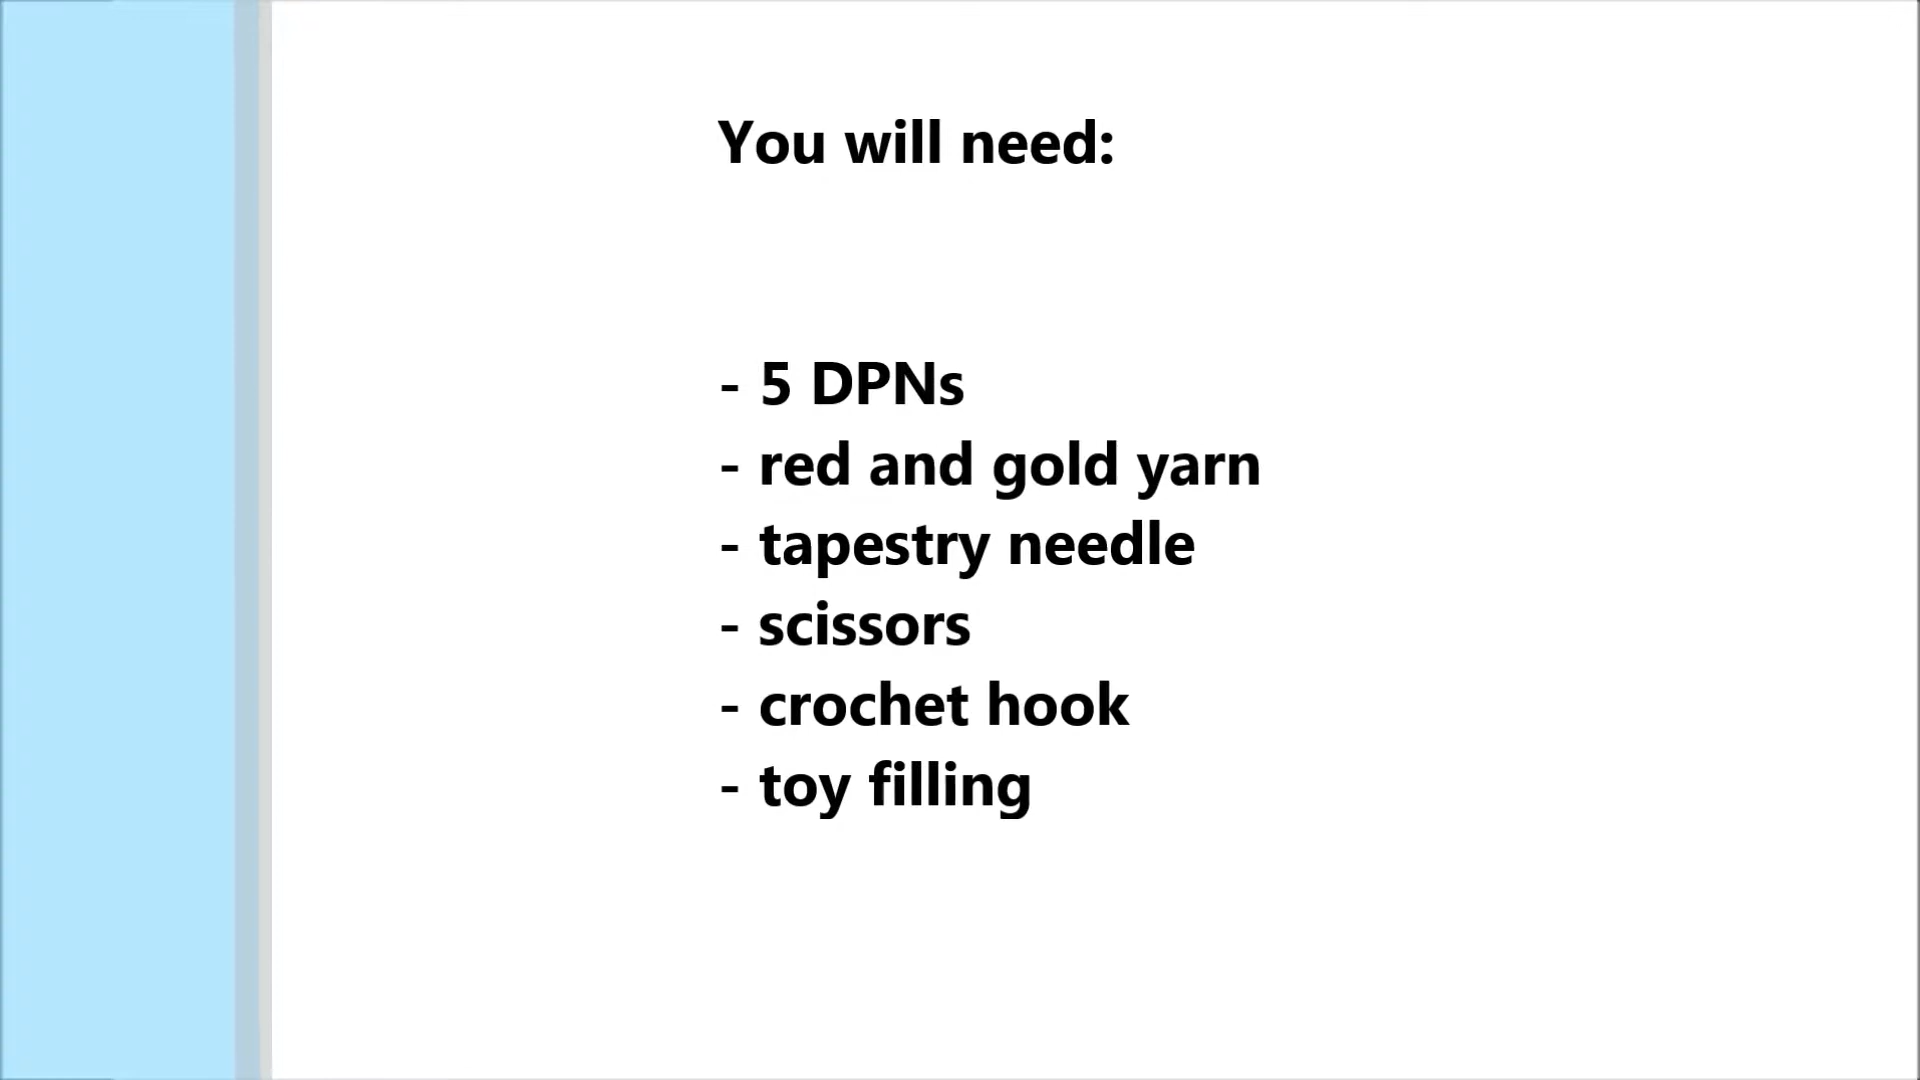 You will need:
- 5 DPNs
- red and gold yarn
- tapestry needle
- scissors
- crochet hook
- toy filling